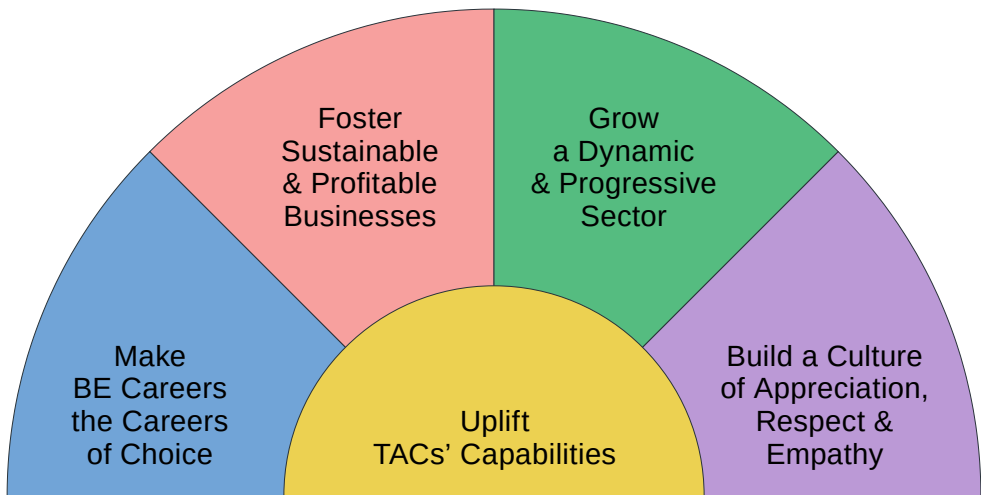 Foster
Sustainable
& Profitable
Businesses
Grow
a Dynamic
& Progressive
Sector
Make
BE Careers
the Careers
of Choice
Uplift
TACs’ Capabilities
Build a Culture
of Appreciation,
Respect &
Empathy